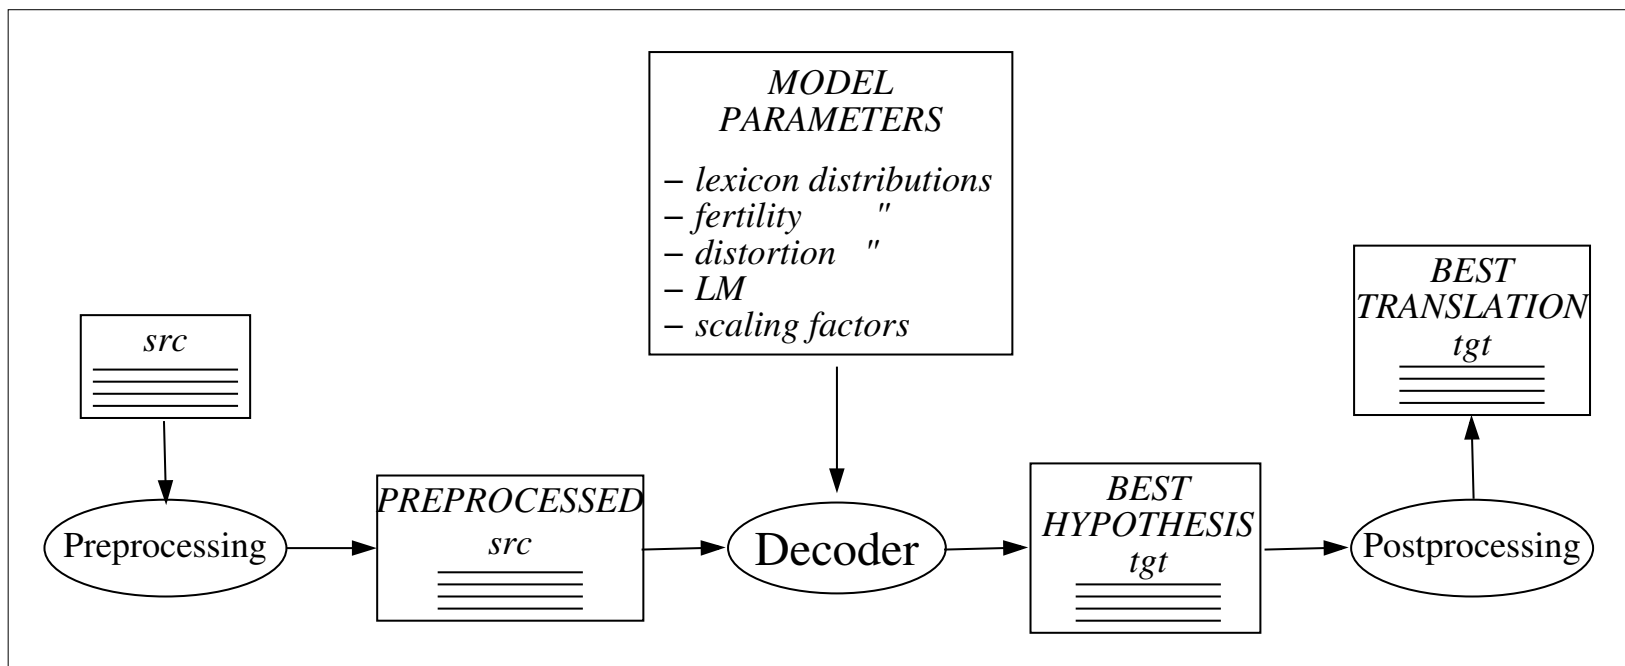 MODEL
PARAMETERS
– lexicon distributions
– fertility "
– distortion "
– LM
– scaling factors
src
Preprocessing
PREPROCESSED
src
Decoder
BEST
HYPOTHESIS
tgt
Postprocessing
BEST
TRANSLATION
tgt